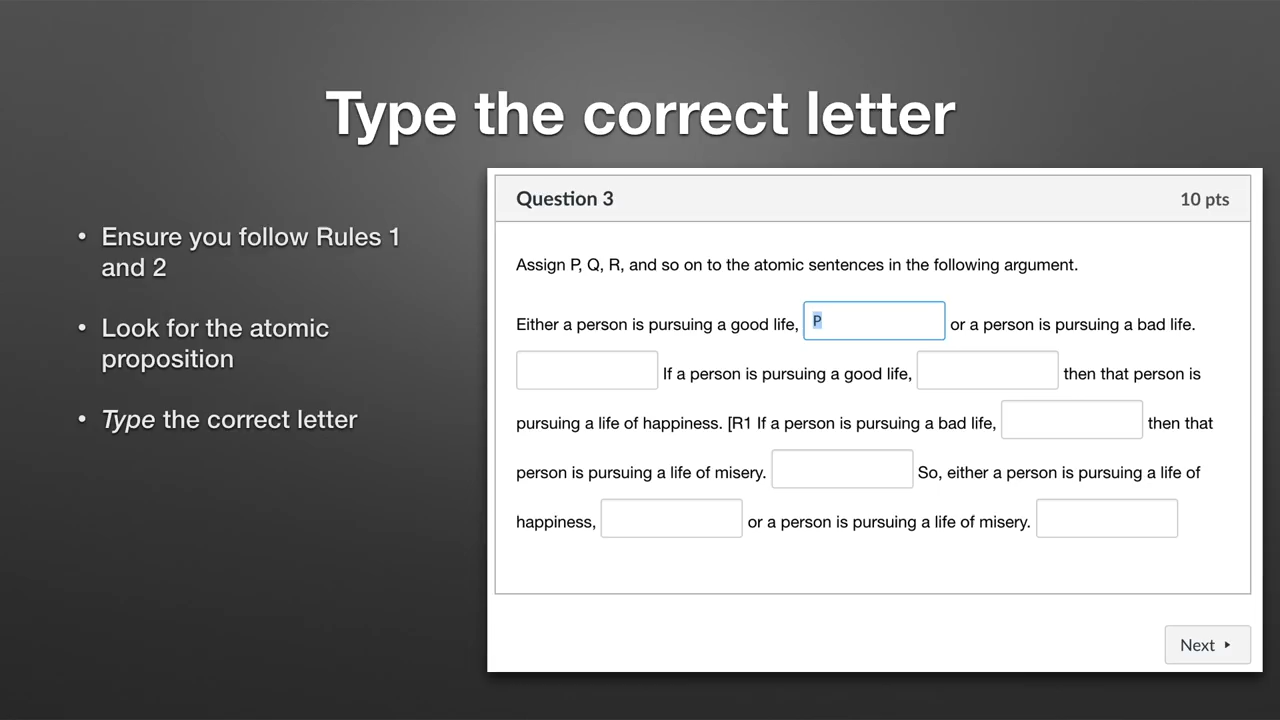 Type the correct letter
• Ensure you follow Rules 1
and 2
• Look for the atomic
proposition
• Type the correct letter
Question 3 10 pts
Assign P, Q, R, and so on to the atomic sentences in the following argument.
Either a person is pursuing a good life, P or a person is pursuing a bad life.
If a person is pursuing a good life, then that person is
pursuing a life of happiness. [R1 If a person is pursuing a bad life, then that
person is pursuing a life of misery. So, either a person is pursuing a life of
happiness, or a person is pursuing a life of misery.
Next ▸